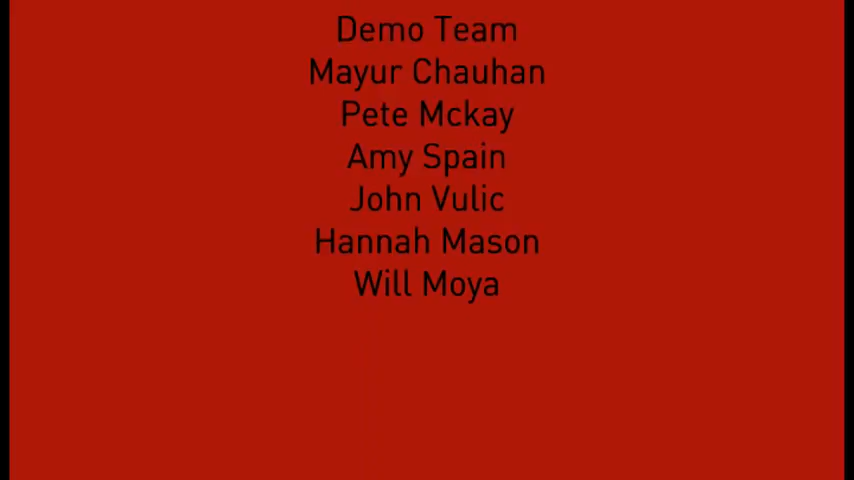 Demo Team
Mayur Chauhan
Pete Mckay
Amy Spain
John Vulic
Hannah Mason
Will Moya